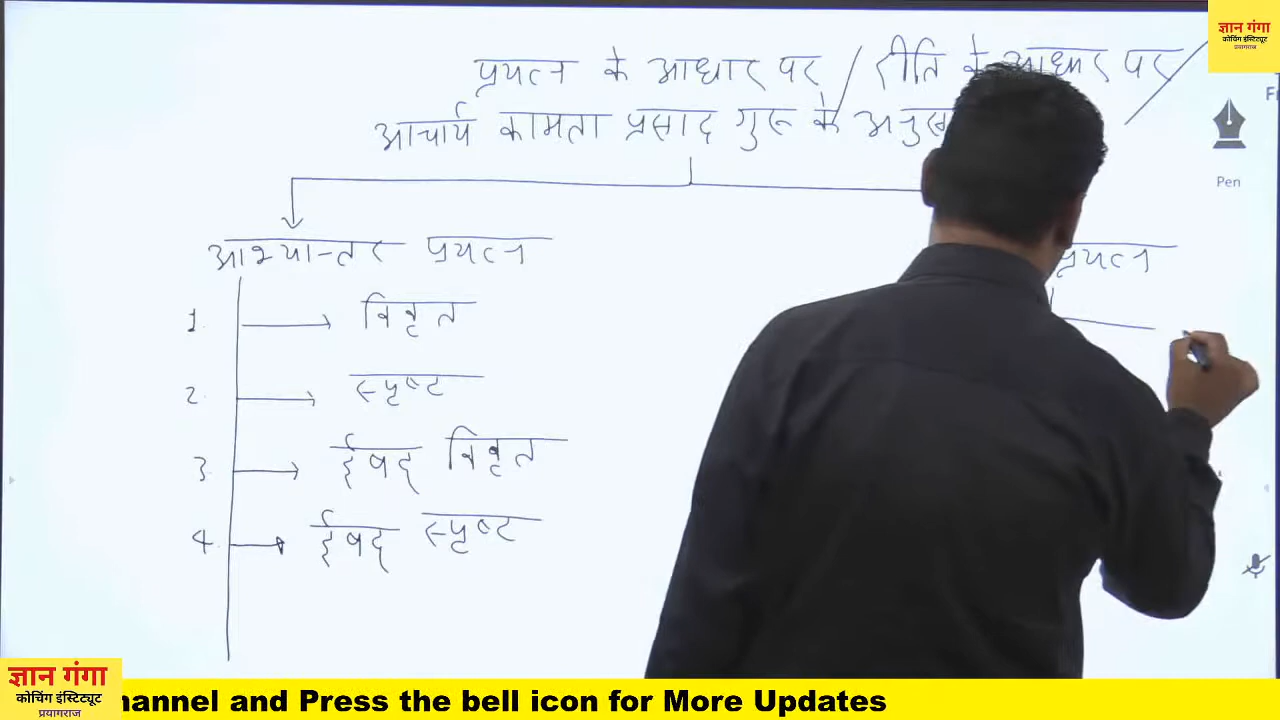 ज्ञान गंगा
कोचिंग इंस्टिट्यूट
प्रयागराज
प्रयत्न के आधार पर / रीति के आधार पर /
आचार्य कामता प्रसाद गुरू के
Pen
आभ्यान्तर प्रयत्न
प्रयत्न
1. विवृत
2. स्पृष्ट
3. ईषद् विवृत
4. ईषद् स्पृष्ट
ज्ञान गंगा
कोचिंग इंस्टिट्यूट
प्रयागराज
hannel and Press the bell icon for More Updates